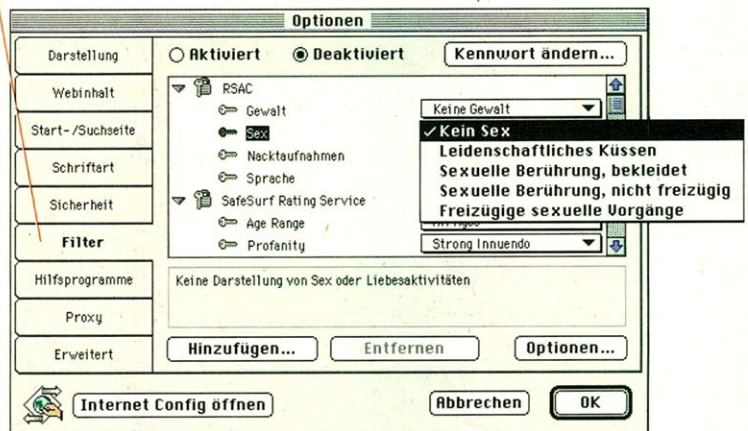 Optionen
Darstellung
Webinhalt
Start-/Suchseite
Schriftart
Sicherheit
Filter
Hilfsprogramme
Proxy
Erweitert
Aktiviert Deaktiviert Kennwort ändern...
RSAC
Gewalt Keine Gewalt
Sex
Nacktaufnahmen
Sprache
SafeSurf Rating Service
Age Range
Profanity Strong Innuendo
✓Kein Sex
Leidenschaftliches Küssen
Sexuelle Berührung, bekleidet
Sexuelle Berührung, nicht freizügig
Freizügige sexuelle Vorgänge
Keine Darstellung von Sex oder Liebesaktivitäten
Hinzufügen... Entfernen Optionen...
Internet Config öffnen Abbrechen OK